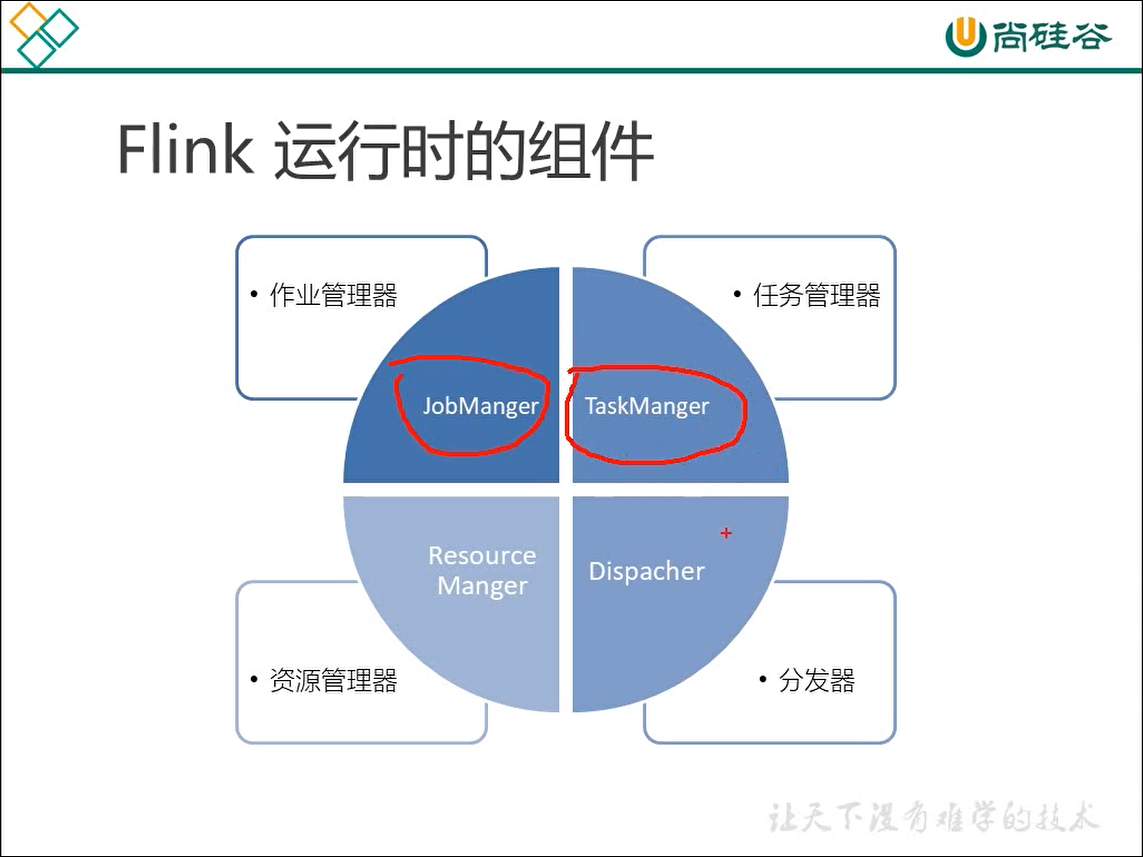 尚硅谷
Flink 运行时的组件
• 作业管理器
• 任务管理器
JobManger
TaskManger
Resource
Manger
Dispacher
• 资源管理器
• 分发器
让天下没有难学的技术